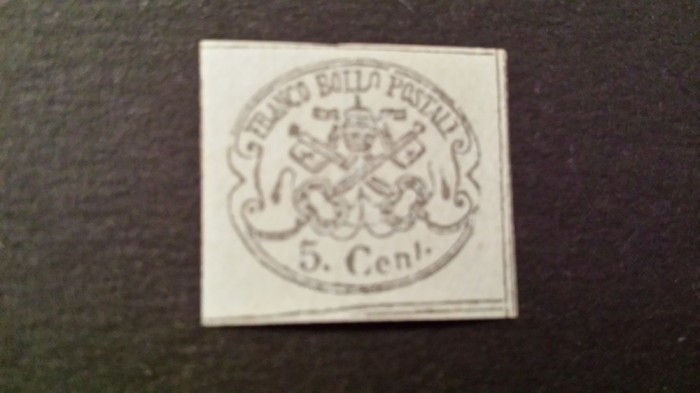 FRANCO BOLLO POSTALE
5. Cent.